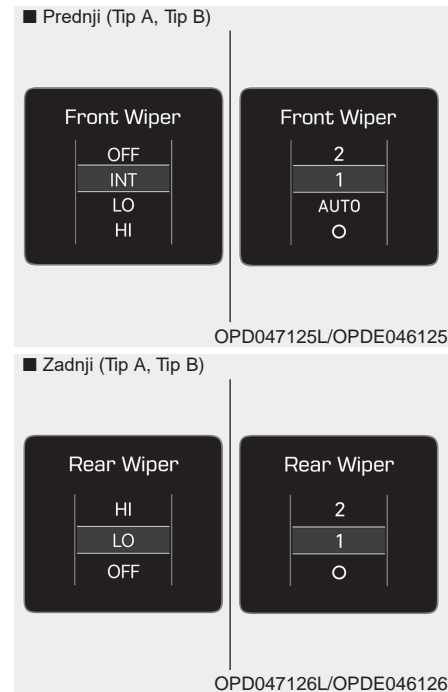 ■ Prednji (Tip A, Tip B)
Front Wiper
OFF
INT
LO
HI
Front Wiper
2
1
AUTO
O
OPD047125L/OPDE046125
■ Zadnji (Tip A, Tip B)
Rear Wiper
HI
LO
OFF
Rear Wiper
2
1
O
OPD047126L/OPDE046126